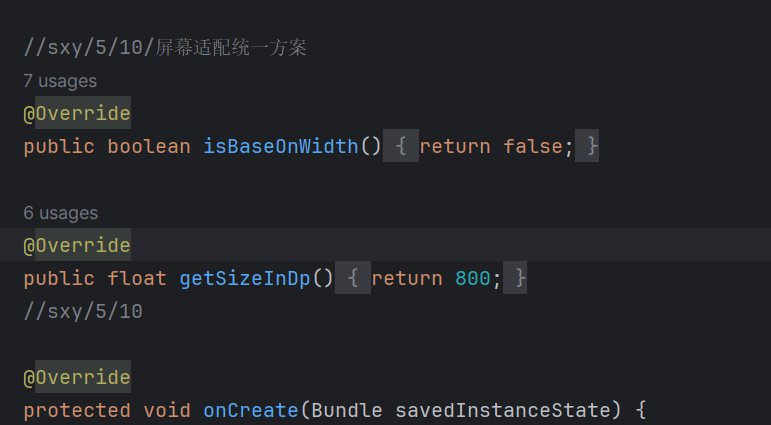 //sxy/5/10/屏幕适配统一方案
7 usages
@Override
public boolean isBaseOnWidth() { return false; }
6 usages
@Override
public float getSizeInDp() { return 800; }
//sxy/5/10
@Override
protected void onCreate(Bundle savedInstanceState) {